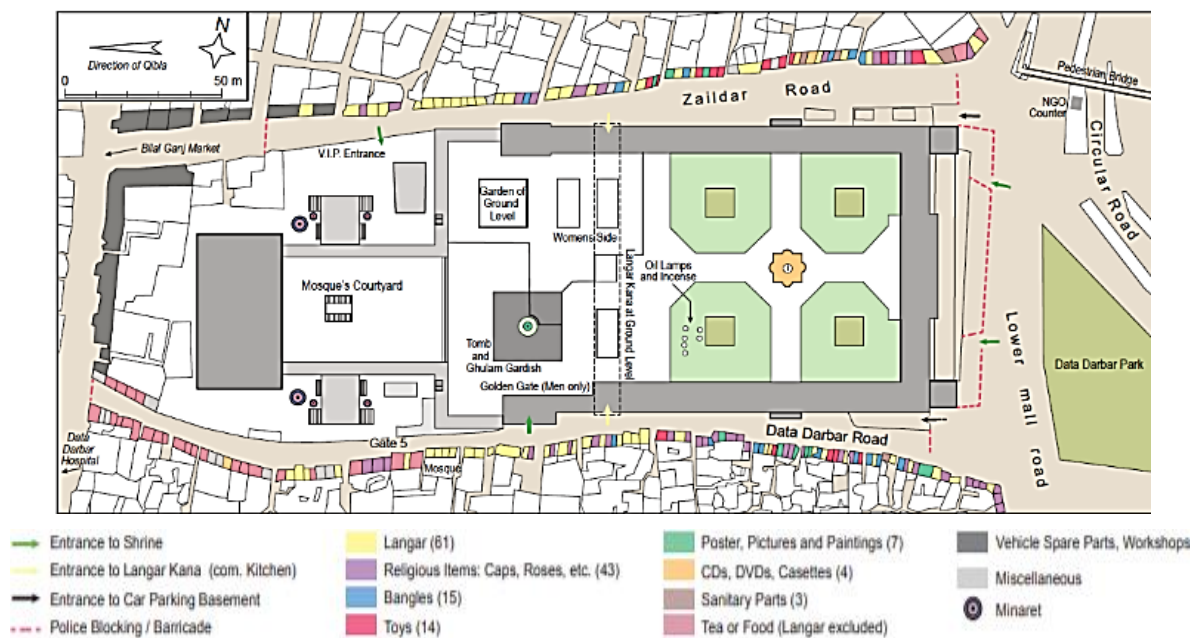 N
Direction of Qibla
0 50 m
Bilal Ganj Market
V.I.P. Entrance
Zaildar Road
Pedestrian Bridge
NGO
Counter
Circular Road
Garden of
Ground
Level
Womens Side
Mosque's Courtyard
Langar Kana at Ground Level
Oil Lamps
and Incense
Tomb
and
Ghulam Gardish
Golden Gate (Men only)
Lower mall road
Data Darbar Park
Data
Darbar
Hospital
Gate 5
Mosque
Data Darbar Road
Entrance to Shrine
Entrance to Langar Kana (com. Kitchen)
Entrance to Car Parking Basement
Police Blocking / Barricade
Langar (61)
Religious Items: Caps, Roses, etc. (43)
Bangles (15)
Toys (14)
Poster, Pictures and Paintings (7)
CDs, DVDs, Casettes (4)
Sanitary Parts (3)
Tea or Food (Langar excluded)
Vehicle Spare Parts, Workshops
Miscellaneous
Minaret